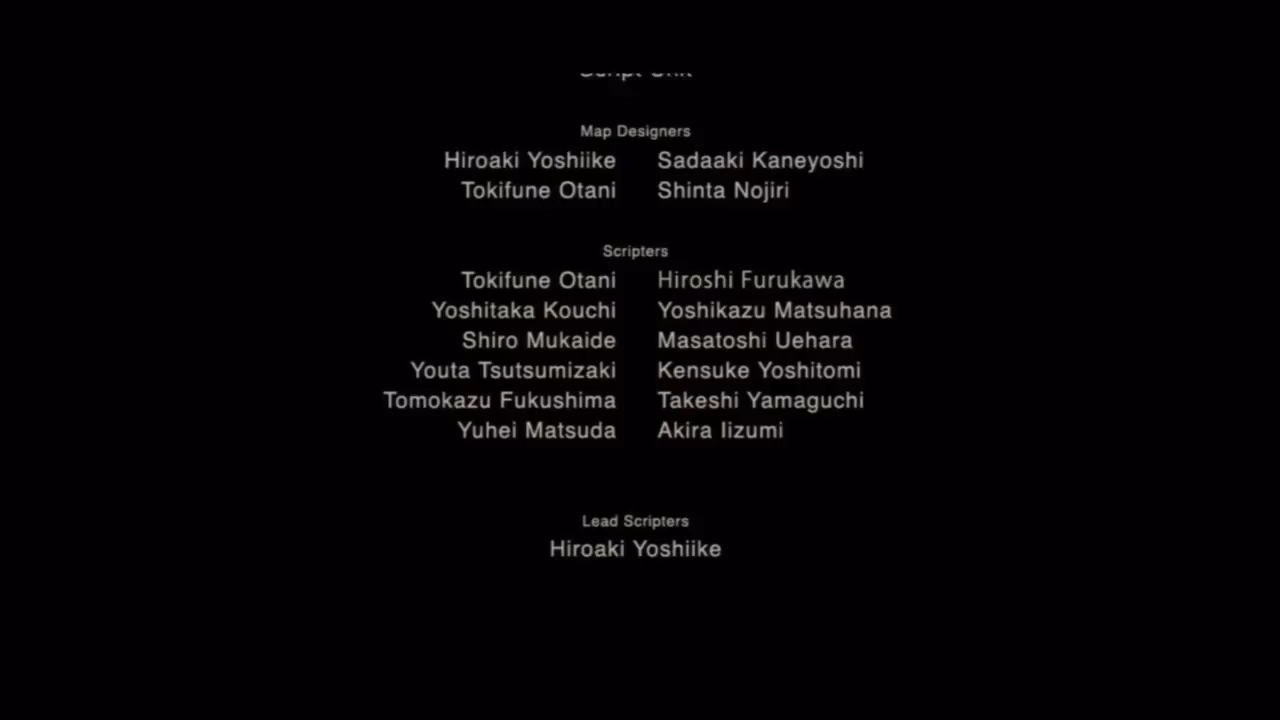 Script Unit
Map Designers
Hiroaki Yoshiike Sadaaki Kaneyoshi
Tokifune Otani Shinta Nojiri
Scripters
Tokifune Otani Hiroshi Furukawa
Yoshitaka Kouchi Yoshikazu Matsuhana
Shiro Mukaide Masatoshi Uehara
Youta Tsutsumizaki Kensuke Yoshitomi
Tomokazu Fukushima Takeshi Yamaguchi
Yuhei Matsuda Akira Iizumi
Lead Scripters
Hiroaki Yoshiike